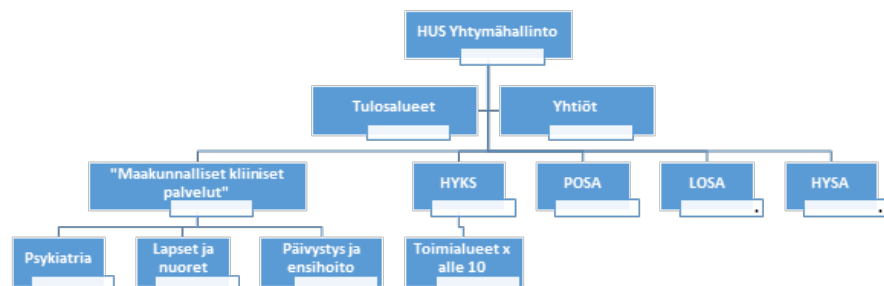 HUS Yhtymähallinto
Tulosalueet
Yhtiöt
"Maakunnalliset kliiniset
palvelut"
HYKS
POSA
LOSA
.
HYSA
.
Psykiatria
Lapset ja
nuoret
Päivystys ja
ensihoito
Toimialueet x
alle 10